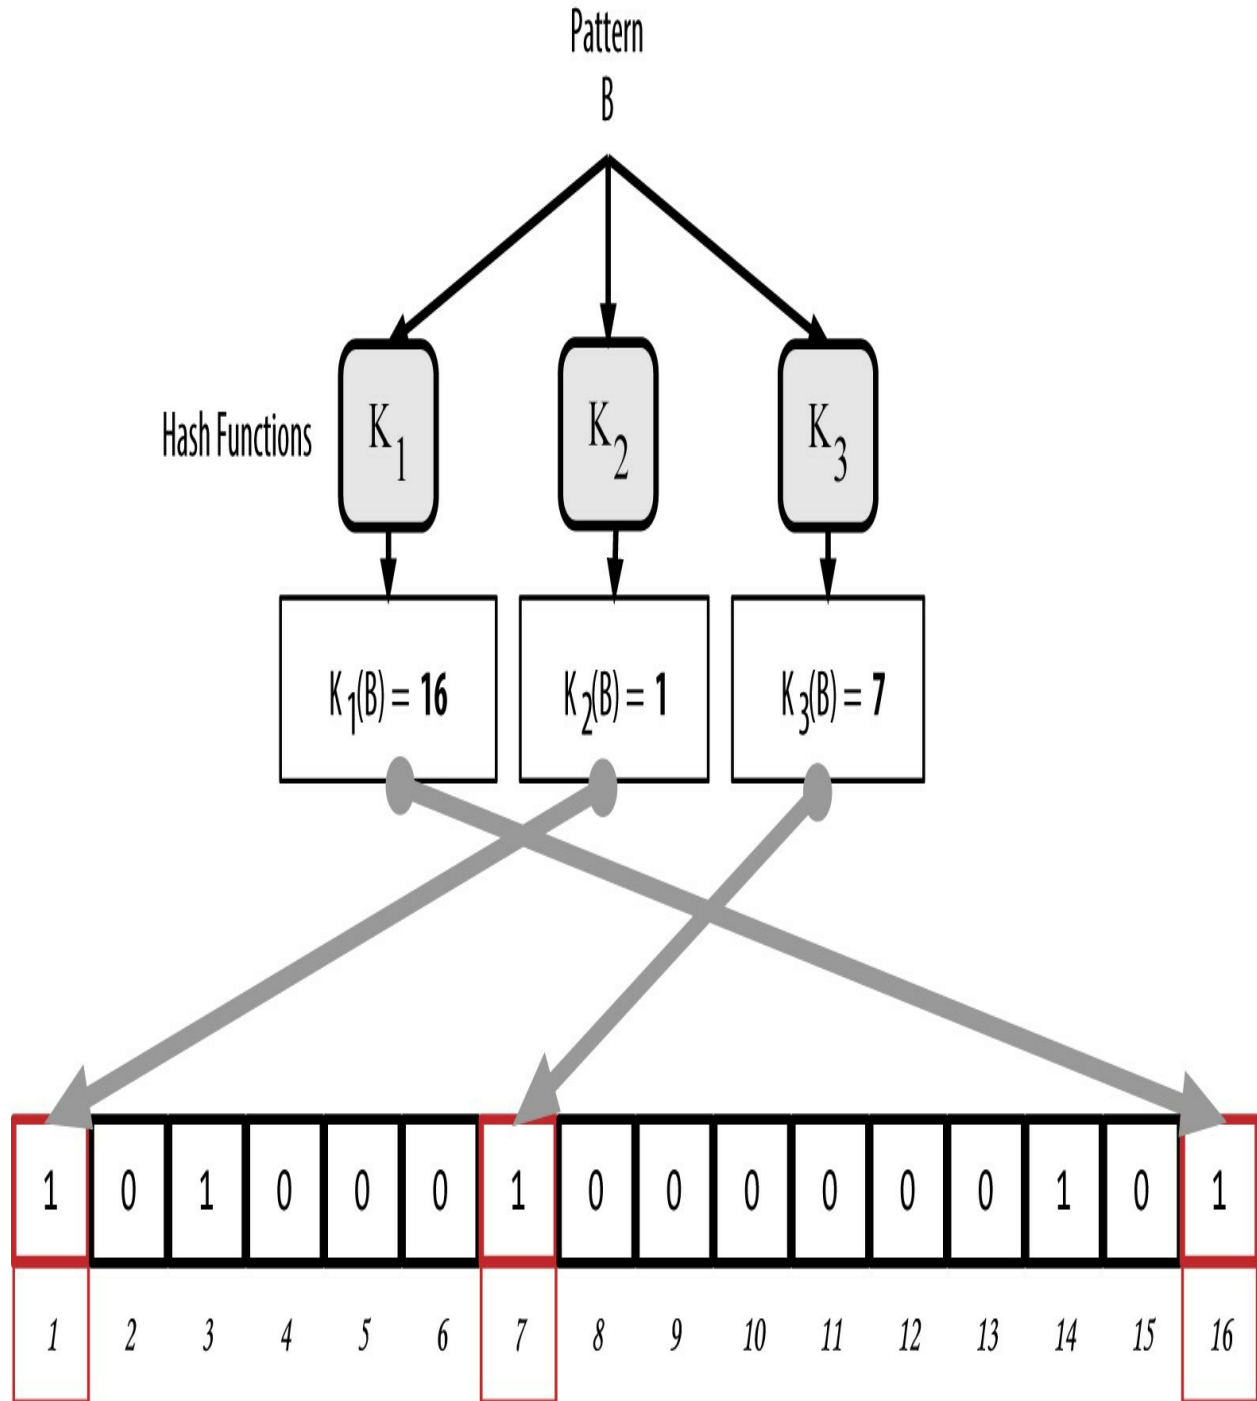 Pattern
B
Hash Functions
K1
K2
K3
K1(B) = 16
K2(B) = 1
K3(B) = 7
1 0 1 0 0 0 1 0 0 0 0 0 0 1 0 1
1 2 3 4 5 6 7 8 9 10 11 12 13 14 15 16